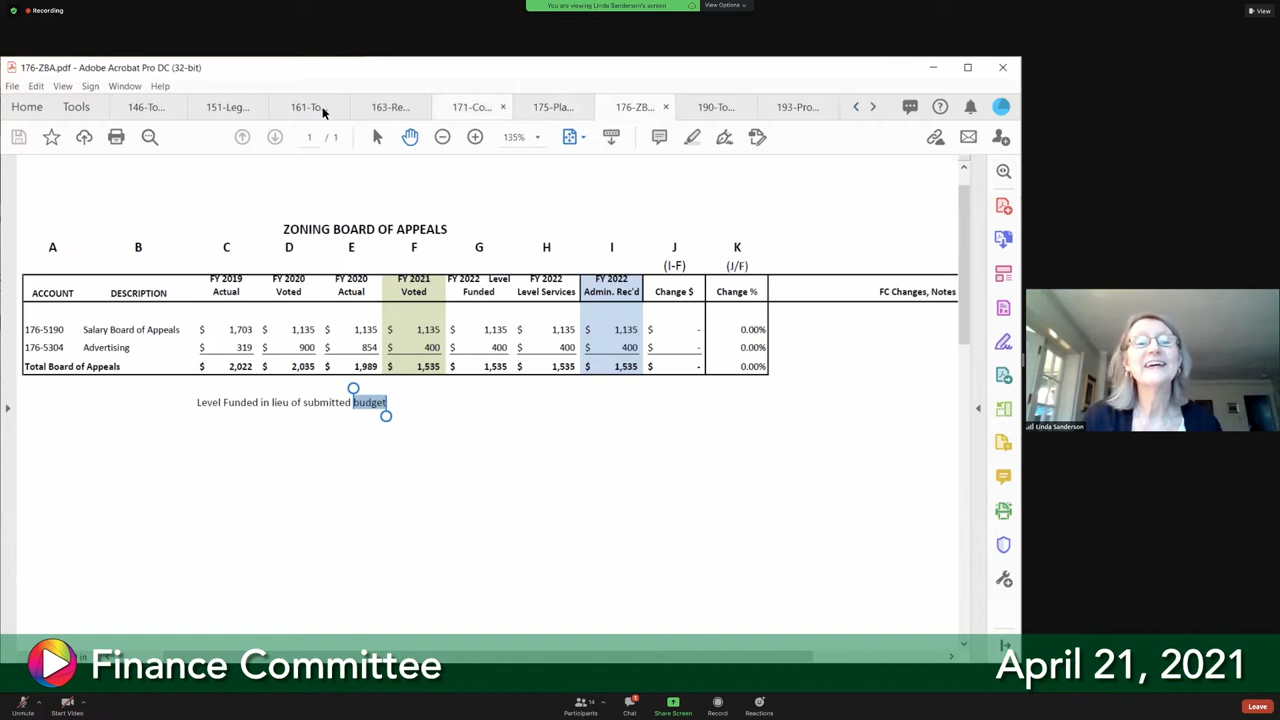 Recording
You are viewing Linda Sanderson's screen
View Options
View
176-ZBA.pdf - Adobe Acrobat Pro DC (32-bit)
File Edit View Sign Window Help
Home Tools 146-To... 151-Leg... 161-To... 163-Re... 171-Co... × 175-Pla... 176-ZB... × 190-To... 193-Pro...
1 / 1 135%
ZONING BOARD OF APPEALS
A B C D E F G H I J K
(I-F) (J/F)
ACCOUNT DESCRIPTION FY 2019 Actual FY 2020 Voted FY 2020 Actual FY 2021 Voted FY 2022 Level Funded FY 2022 Level Services FY 2022 Admin. Rec'd Change $ Change % FC Changes, Notes
176-5190 Salary Board of Appeals $ 1,703 $ 1,135 $ 1,135 $ 1,135 $ 1,135 $ 1,135 $ 1,135 $ - 0.00%
176-5304 Advertising $ 319 $ 900 $ 854 $ 400 $ 400 $ 400 $ 400 $ - 0.00%
Total Board of Appeals $ 2,022 $ 2,035 $ 1,989 $ 1,535 $ 1,535 $ 1,535 $ 1,535 $ - 0.00%
Level Funded in lieu of submitted budget
Linda Sanderson
Finance Committee
April 21, 2021
Unmute Start Video Participants 14 Chat 1 Share Screen Record Reactions Leave